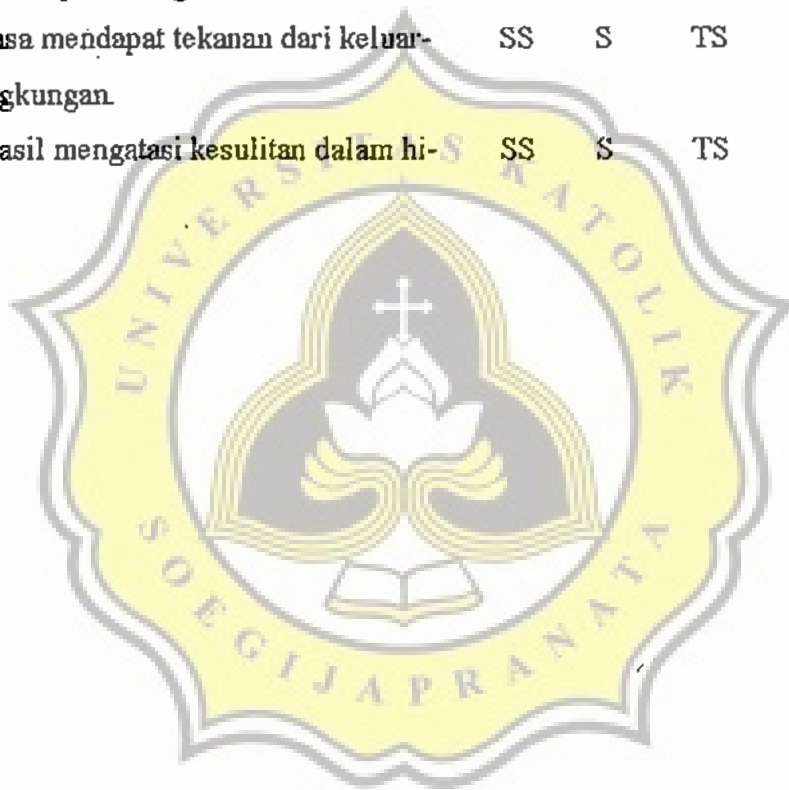 asa mendapat tekanan dari keluar- SS S TS
gkungan.
asil mengatasi kesulitan dalam hi- SS S TS
UNIVERSITAS KATOLIK
SOEGIJAPRANATA